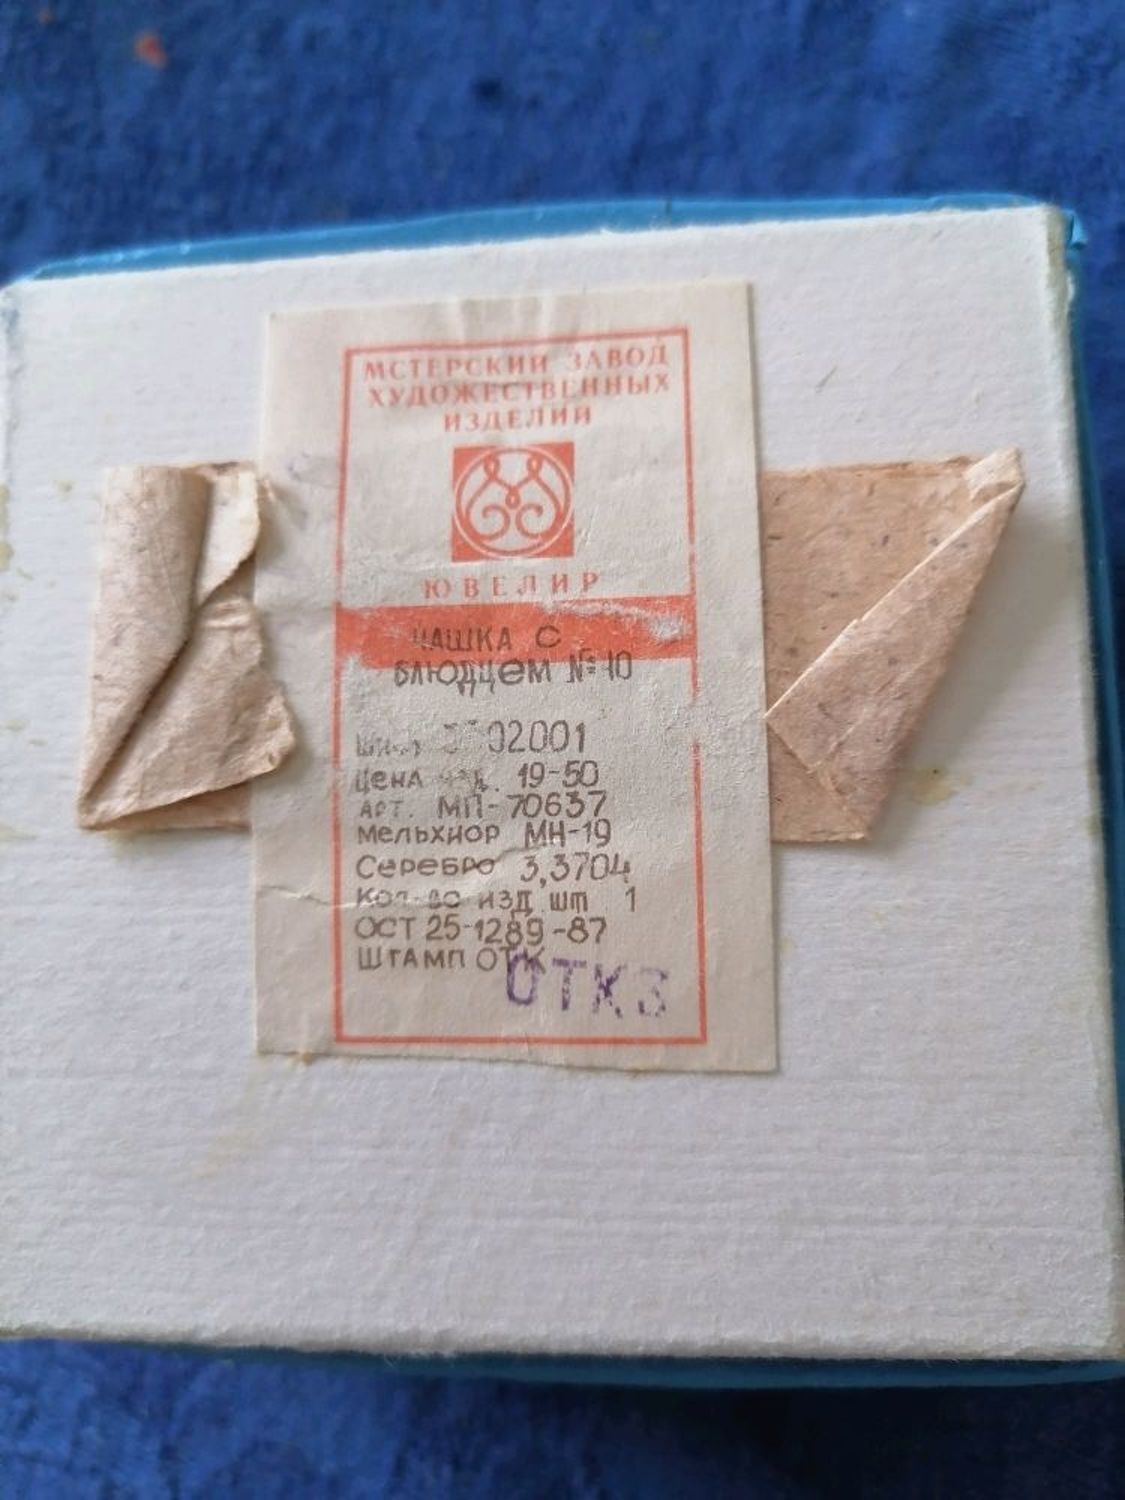 МСТЕРСКИЙ ЗАВОД
ХУДОЖЕСТВЕННЫХ
ИЗДЕЛИЙ
ЮВЕЛИР
ЧАШКА С
БЛЮДЦЕМ №10
02001
ЦЕНА 19-50
АРТ. МП-70637
МЕЛЬХИОР МН-19
СЕРЕБРО 3,3704
КОЛ-ВО ИЗД ШТ 1
ОСТ 25-1289-87
ШТАМП ОТК
ОТК3